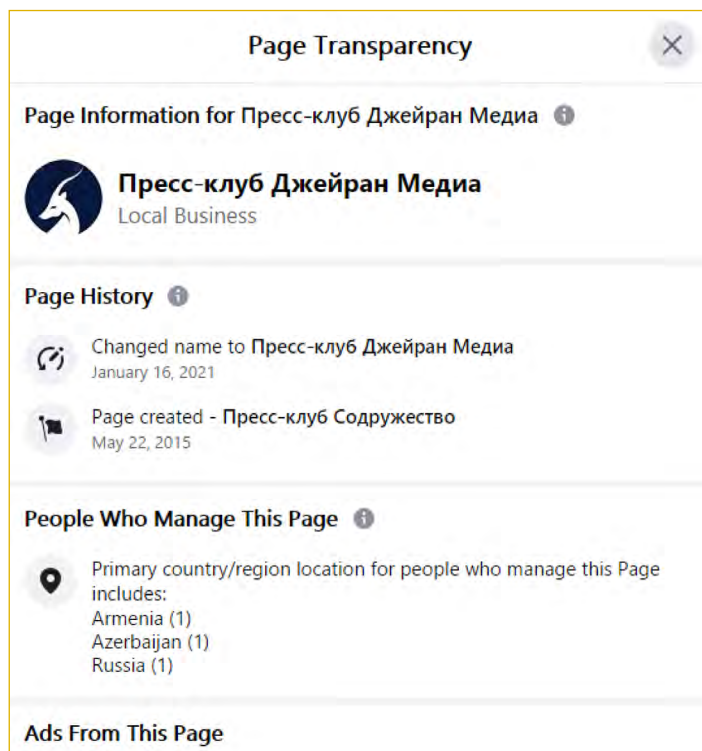 Page Transparency
Page Information for Пресс-клуб Джейран Медиа
Пресс-клуб Джейран Медиа
Local Business
Page History
Changed name to Пресс-клуб Джейран Медиа
January 16, 2021
Page created - Пресс-клуб Содружество
May 22, 2015
People Who Manage This Page
Primary country/region location for people who manage this Page
includes:
Armenia (1)
Azerbaijan (1)
Russia (1)
Ads From This Page